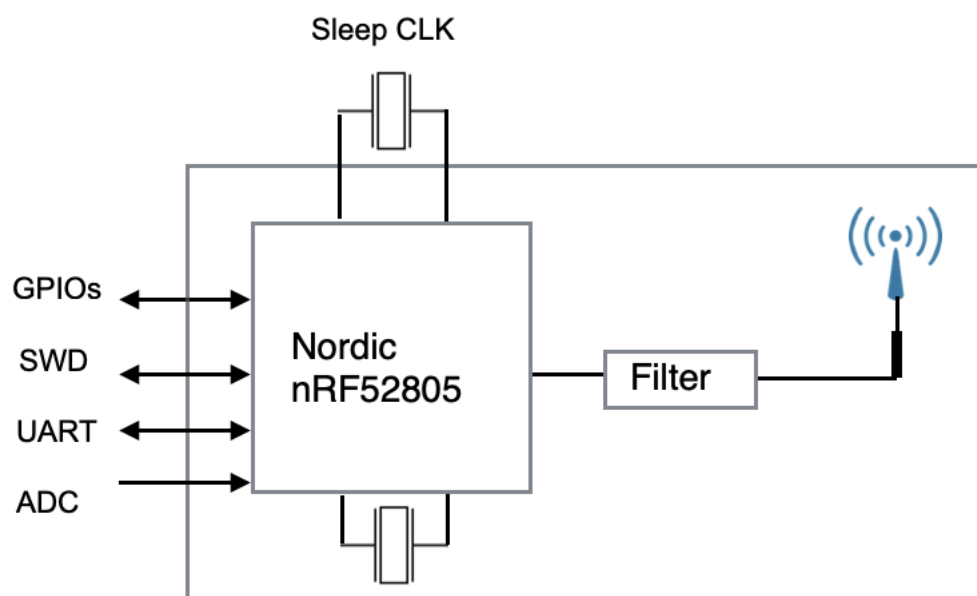 Sleep CLK
GPIOs
SWD
UART
ADC
Nordic
nRF52805
Filter